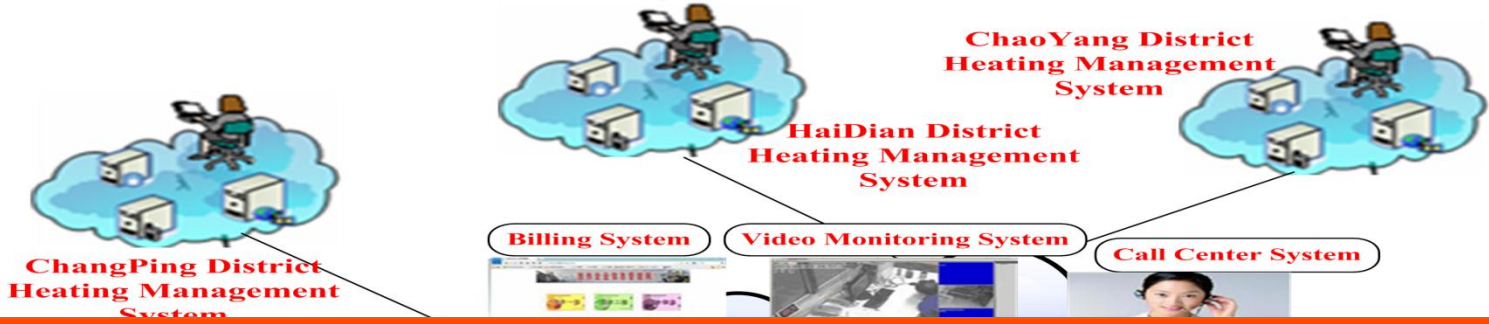 ChaoYang District
Heating Management
System
HaiDian District
Heating Management
System
Billing System
Video Monitoring System
Call Center System
ChangPing District
Heating Management
System